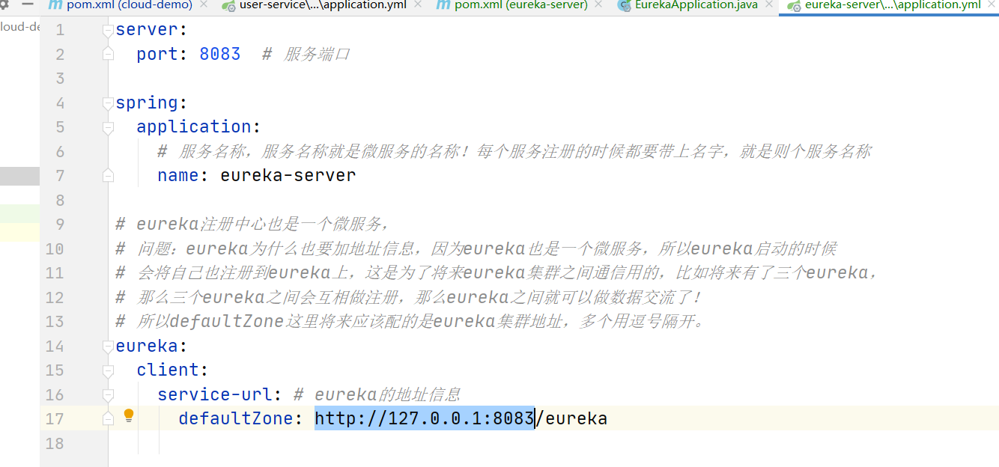 pom.xml (cloud-demo) user-service\...\application.yml pom.xml (eureka-server) EurekaApplication.java eureka-server\...\application.yml
1 server:
2 port: 8083 # 服务端口
3
4 spring:
5 application:
6 # 服务名称，服务名称就是微服务的名称！每个服务注册的时候都要带上名字，就是则个服务名称
7 name: eureka-server
8
9 # eureka注册中心也是一个微服务，
10 # 问题：eureka为什么也要加地址信息，因为eureka也是一个微服务，所以eureka启动的时候
11 # 会将自己也注册到eureka上，这是为了将来eureka集群之间通信用的，比如将来有了三个eureka，
12 # 那么三个eureka之间会互相做注册，那么eureka之间就可以做数据交流了！
13 # 所以defaultZone这里将来应该配的是eureka集群地址，多个用逗号隔开。
14 eureka:
15 client:
16 service-url: # eureka的地址信息
17 defaultZone: http://127.0.0.1:8083/eureka
18